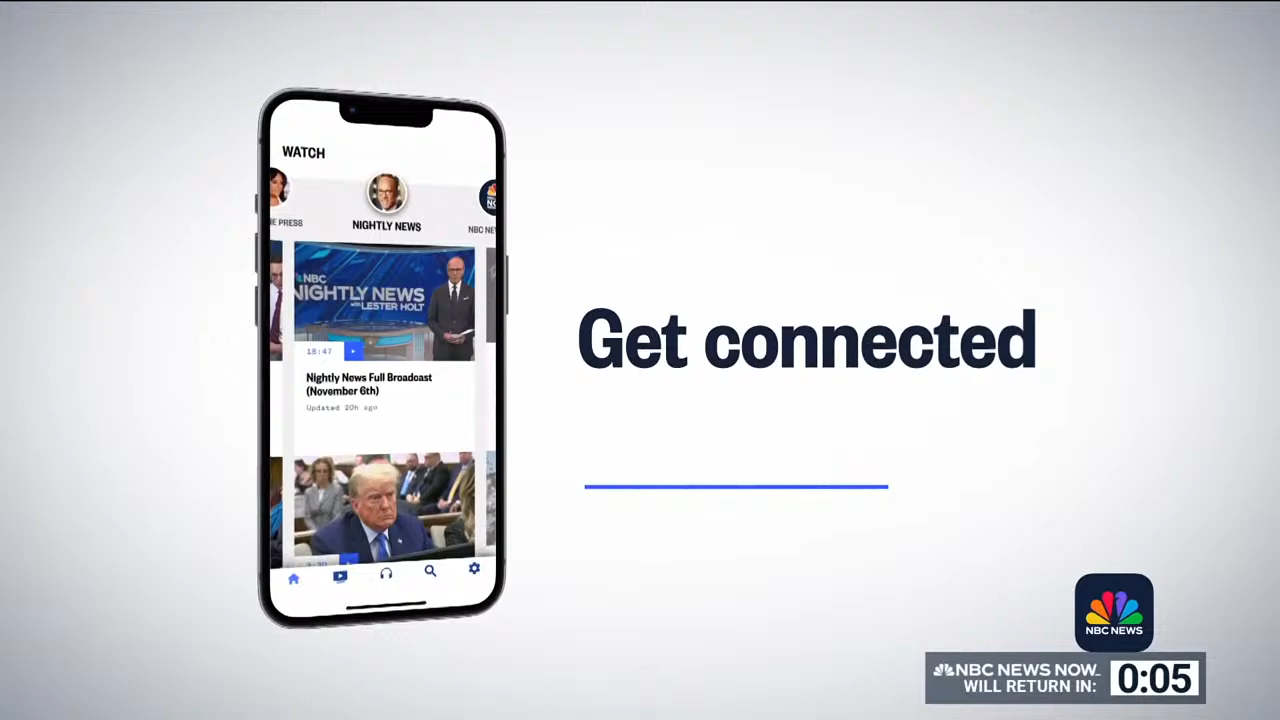 WATCH
E PRESS
NIGHTLY NEWS
NBC NE
NBC
NIGHTLY NEWS
WITH LESTER HOLT
18:47
Nightly News Full Broadcast
(November 6th)
Updated 20h ago
Get connected
NBC NEWS
NBC NEWS NOW
WILL RETURN IN:
0:05